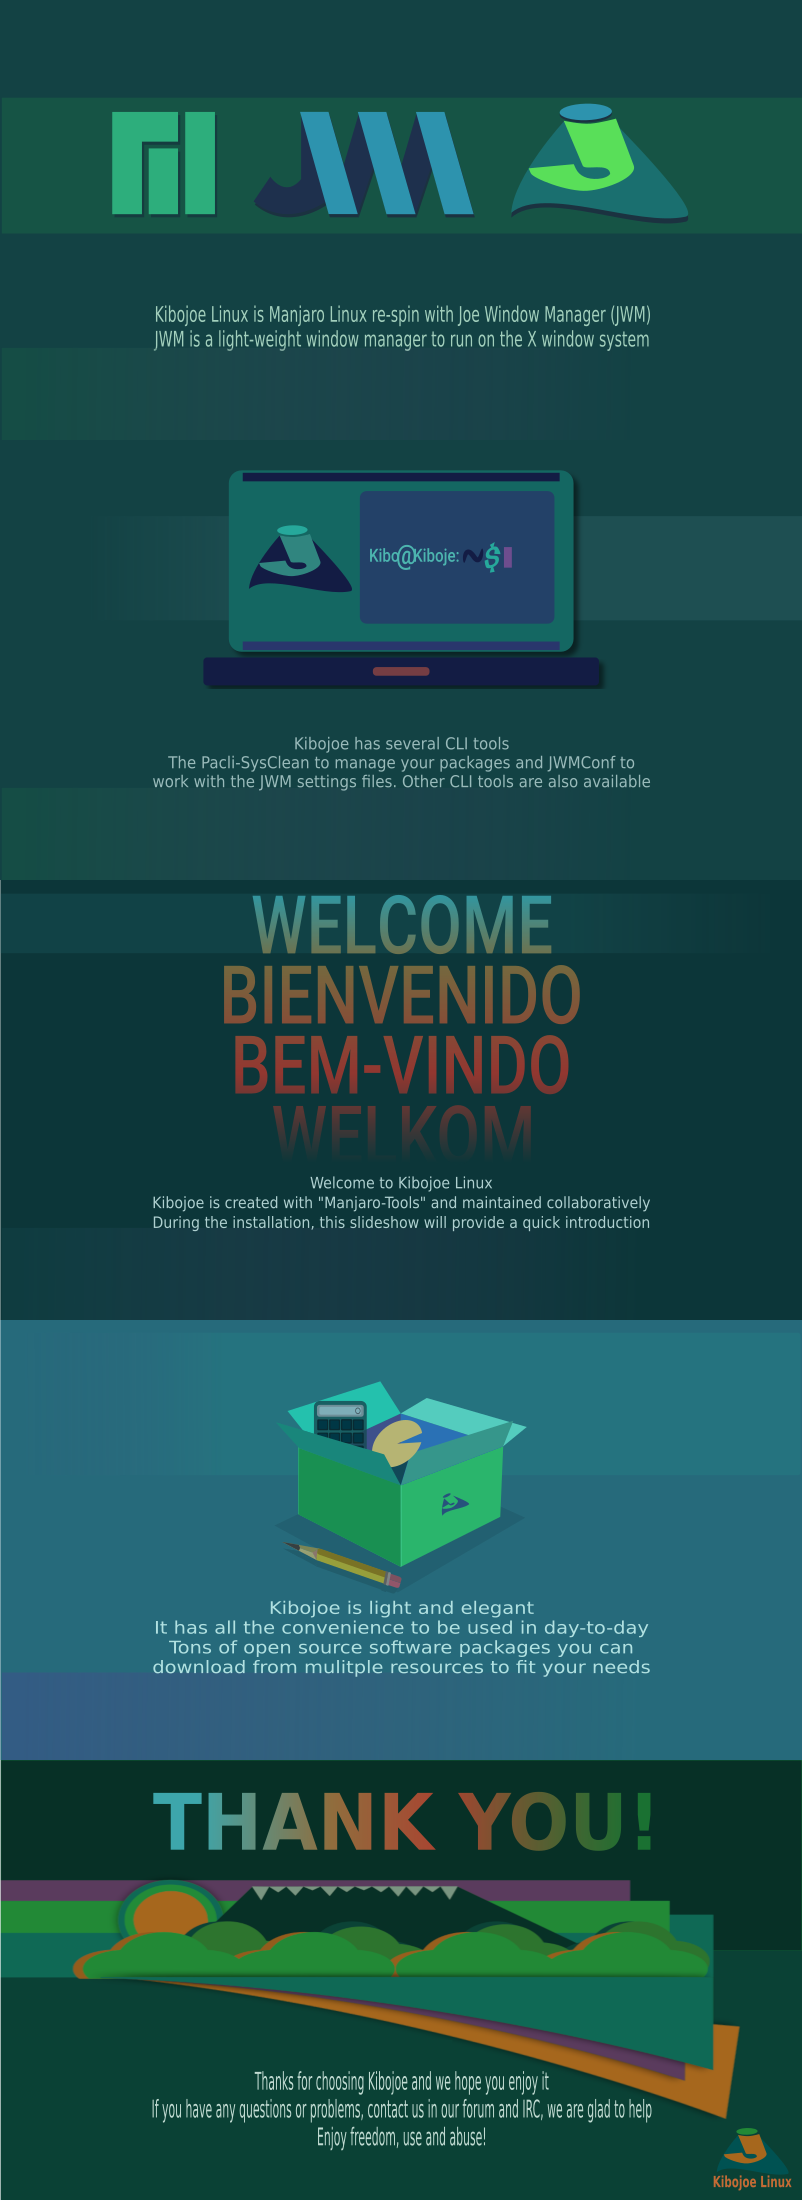 JWM
Kibojoe Linux is Manjaro Linux re-spin with Joe Window Manager (JWM)
JWM is a light-weight window manager to run on the X window system
Kibo@Kiboje:~$
Kibojoe has several CLI tools
The Pacli-SysClean to manage your packages and JWMConf to
work with the JWM settings files. Other CLI tools are also available
WELCOME
BIENVENIDO
BEM-VINDO
WELKOM
Welcome to Kibojoe Linux
Kibojoe is created with "Manjaro-Tools" and maintained collaboratively
During the installation, this slideshow will provide a quick introduction
Kibojoe is light and elegant
It has all the convenience to be used in day-to-day
Tons of open source software packages you can
download from mulitple resources to fit your needs
THANK YOU!
Thanks for choosing Kibojoe and we hope you enjoy it
If you have any questions or problems, contact us in our forum and IRC, we are glad to help
Enjoy freedom, use and abuse!
Kibojoe Linux